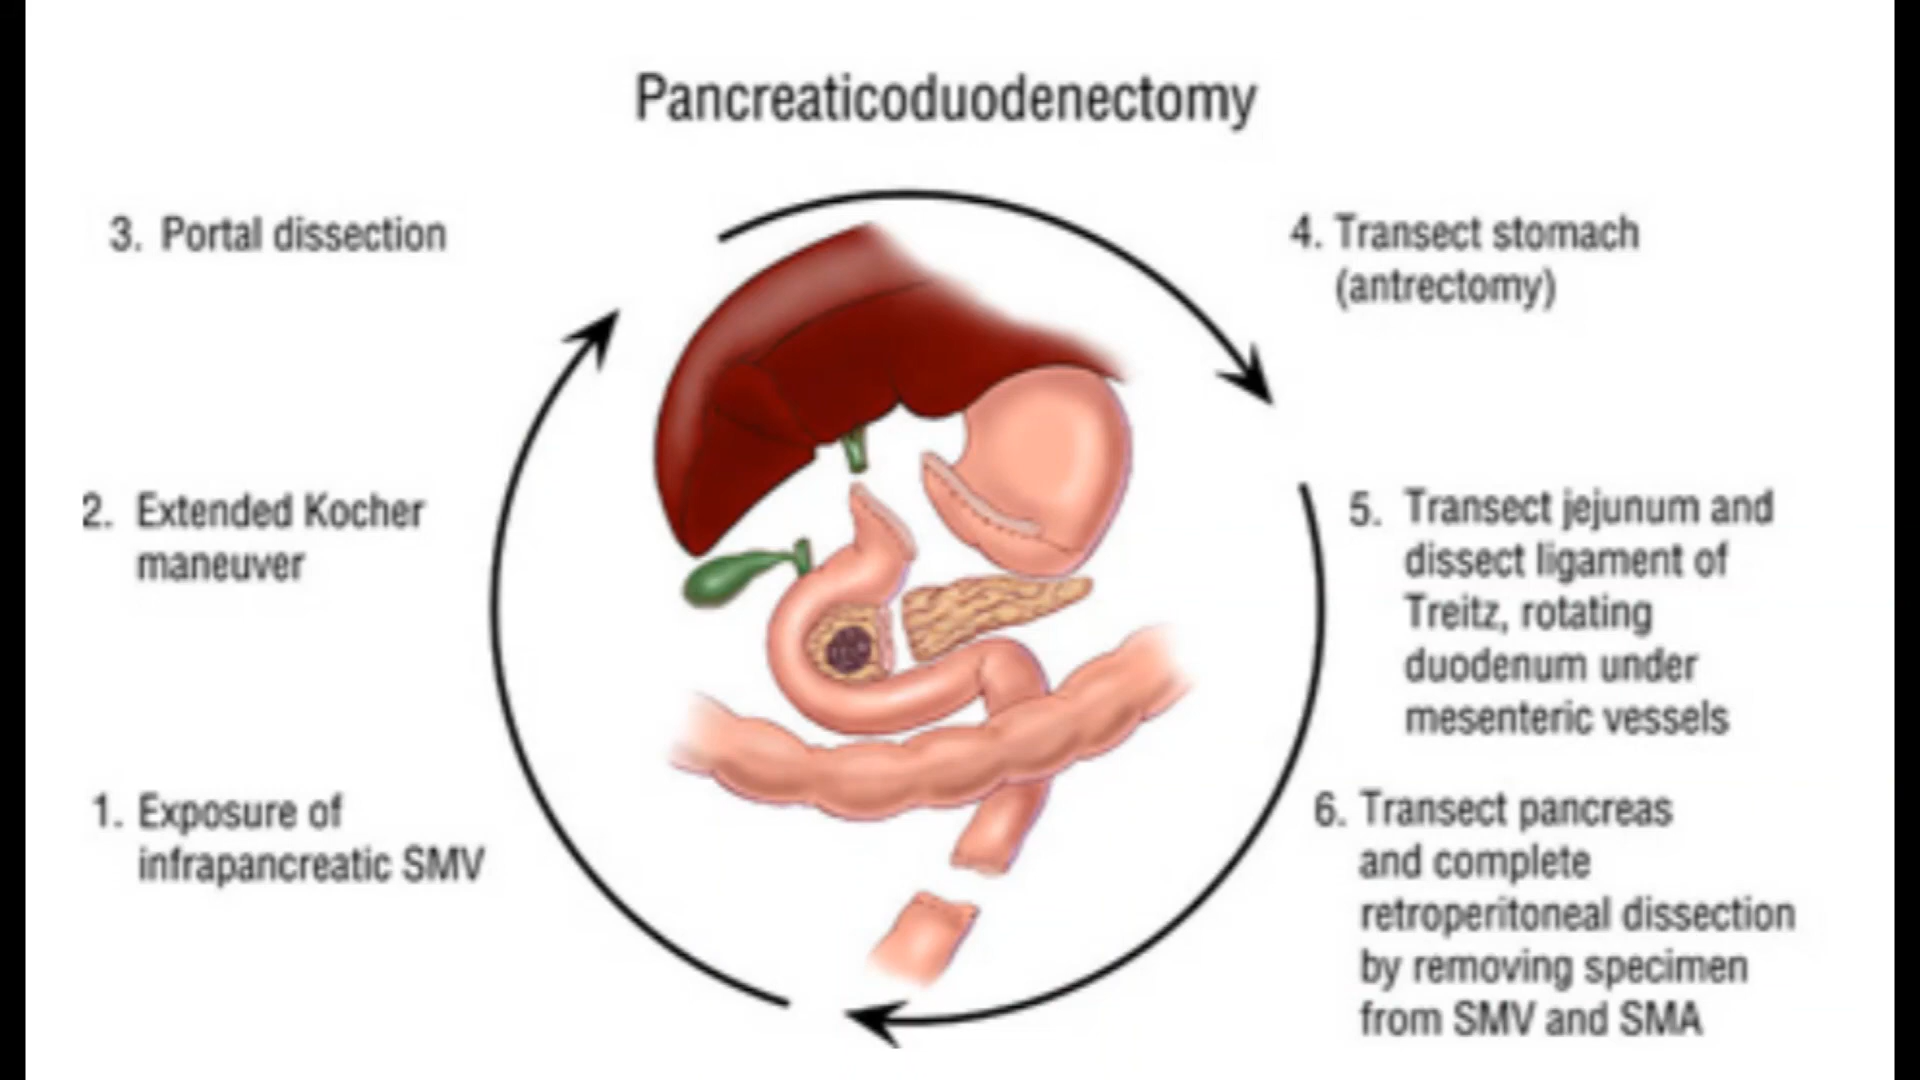 Pancreaticoduodenectomy
3. Portal dissection
4. Transect stomach
(antrectomy)
2. Extended Kocher
maneuver
5. Transect jejunum and
dissect ligament of
Treitz, rotating
duodenum under
mesenteric vessels
1. Exposure of
infrapancreatic SMV
6. Transect pancreas
and complete
retroperitoneal dissection
by removing specimen
from SMV and SMA